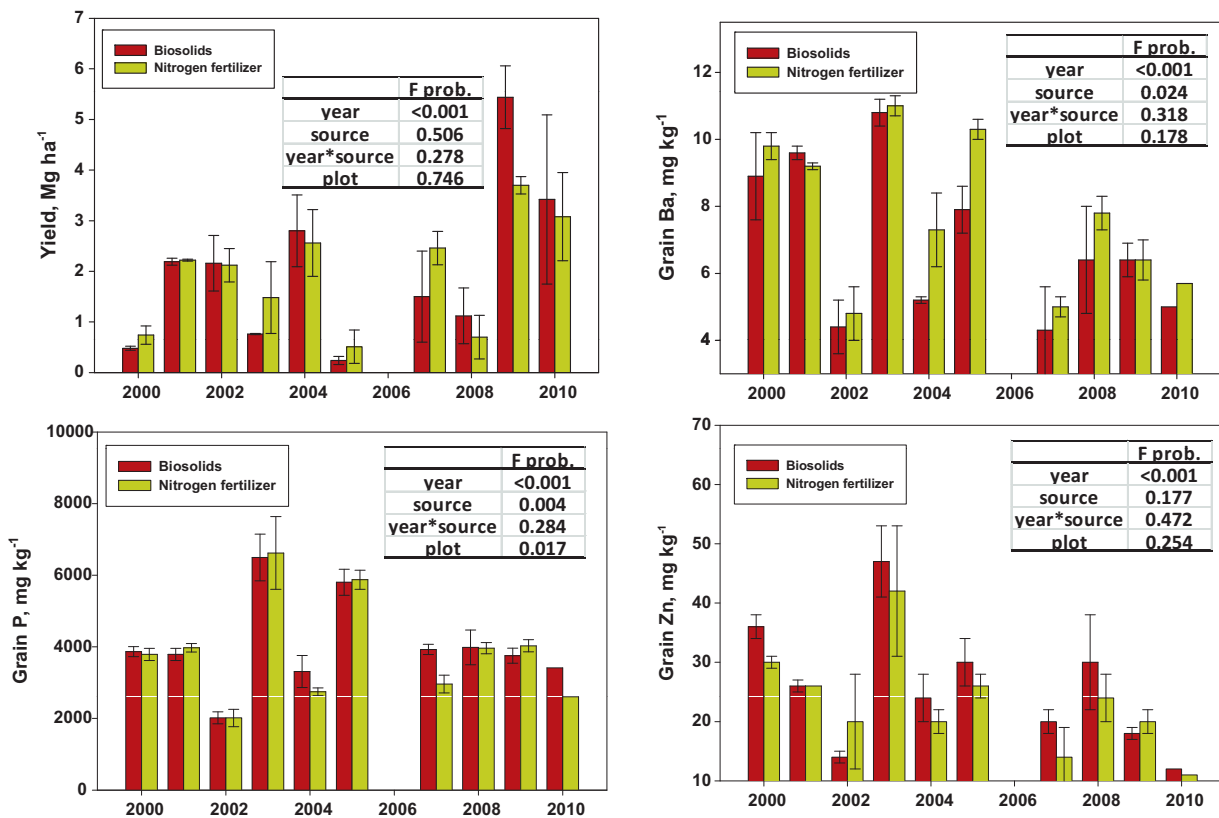 7
6
5
4
3
2
1
0
Yield, Mg ha-1
Biosolids
Nitrogen fertilizer
F prob.
year <0.001
source 0.506
year*source 0.278
plot 0.746
2000 2002 2004 2006 2008 2010
12
10
8
6
4
Grain Ba, mg kg-1
Biosolids
Nitrogen fertilizer
F prob.
year <0.001
source 0.024
year*source 0.318
plot 0.178
2000 2002 2004 2006 2008 2010
10000
8000
6000
4000
2000
0
Grain P, mg kg-1
Biosolids
Nitrogen fertilizer
F prob.
year <0.001
source 0.004
year*source 0.284
plot 0.017
2000 2002 2004 2006 2008 2010
70
60
50
40
30
20
10
Grain Zn, mg kg-1
Biosolids
Nitrogen fertilizer
F prob.
year <0.001
source 0.177
year*source 0.472
plot 0.254
2000 2002 2004 2006 2008 2010